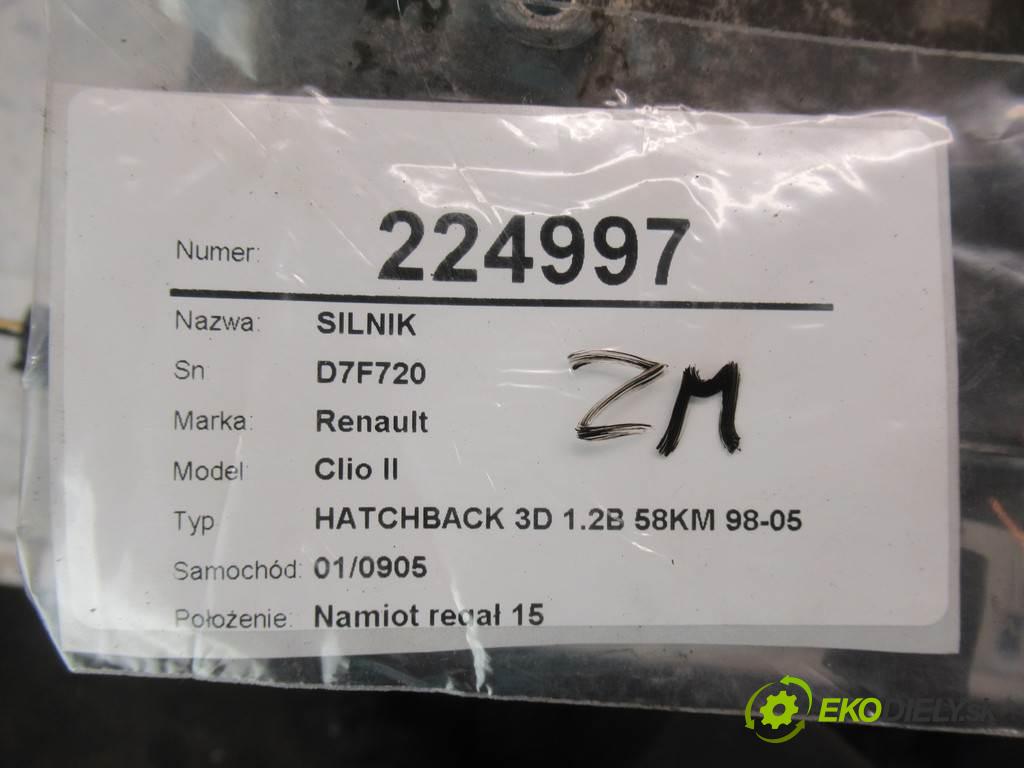 Numer: 224997
Nazwa: SILNIK
Sn D7F720
ZM
Marka: Renault
Model Clio II
Typ HATCHBACK 3D 1.2B 58KM 98-05
Samochód: 01/0905
Położenie: Namiot regał 15
EKODIELY.SK